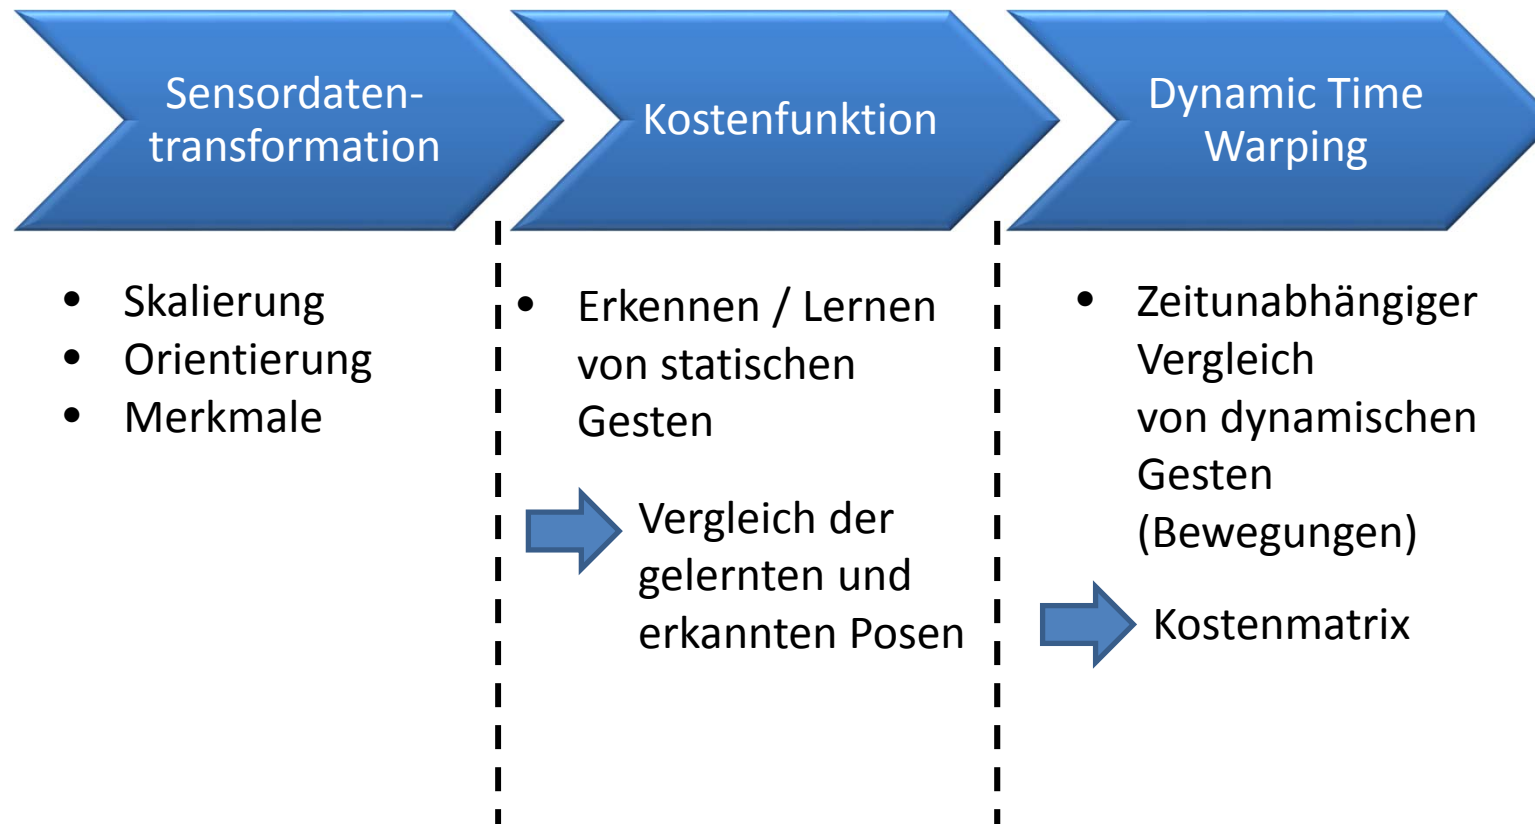 Sensordaten-
transformation
Kostenfunktion
Dynamic Time
Warping
• Skalierung
• Orientierung
• Merkmale
• Erkennen / Lernen
von statischen
Gesten
Vergleich der
gelernten und
erkannten Posen
• Zeitunabhängiger
Vergleich
von dynamischen
Gesten
(Bewegungen)
Kostenmatrix